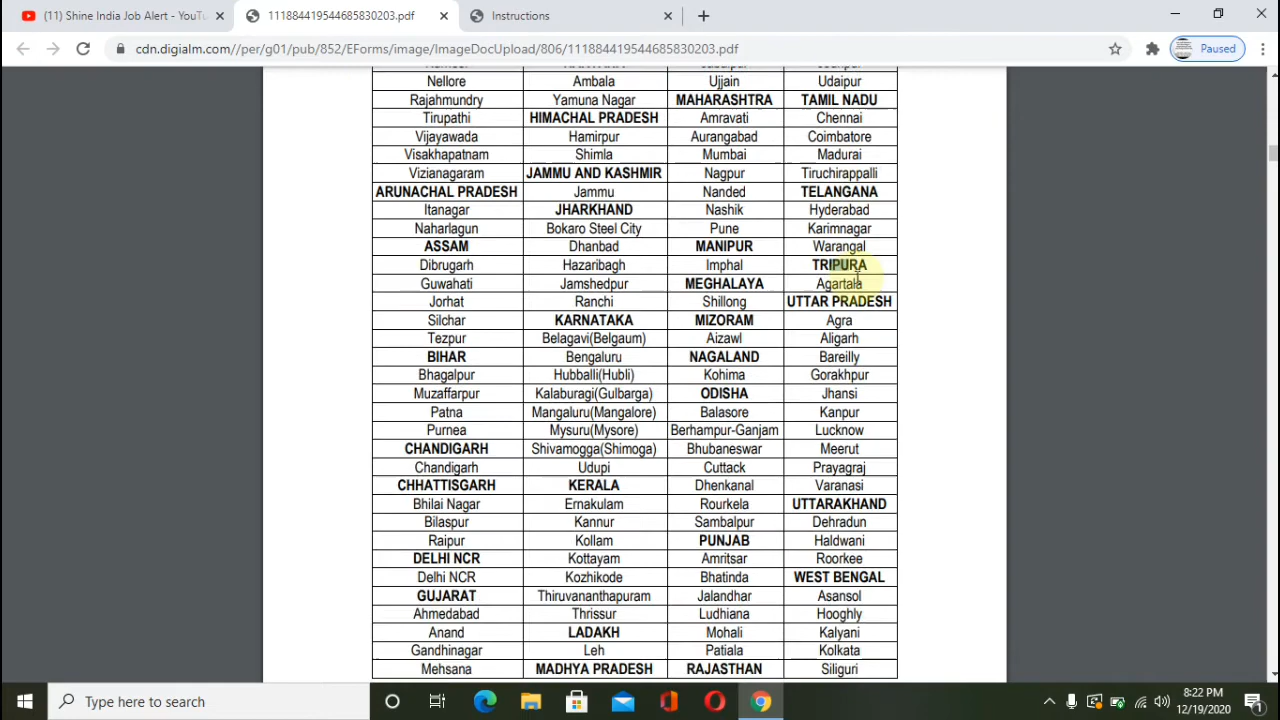 (11) Shine India Job Alert - YouTu
111884419544685830203.pdf
Instructions
cdn.digialm.com//per/g01/pub/852/EForms/image/ImageDocUpload/806/111884419544685830203.pdf
Paused
Nellore Ambala Ujjain Udaipur
Rajahmundry Yamuna Nagar MAHARASHTRA TAMIL NADU
Tirupathi HIMACHAL PRADESH Amravati Chennai
Vijayawada Hamirpur Aurangabad Coimbatore
Visakhapatnam Shimla Mumbai Madurai
Vizianagaram JAMMU AND KASHMIR Nagpur Tiruchirappalli
ARUNACHAL PRADESH Jammu Nanded TELANGANA
Itanagar JHARKHAND Nashik Hyderabad
Naharlagun Bokaro Steel City Pune Karimnagar
ASSAM Dhanbad MANIPUR Warangal
Dibrugarh Hazaribagh Imphal TRIPURA
Guwahati Jamshedpur MEGHALAYA Agartala
Jorhat Ranchi Shillong UTTAR PRADESH
Silchar KARNATAKA MIZORAM Agra
Tezpur Belagavi(Belgaum) Aizawl Aligarh
BIHAR Bengaluru NAGALAND Bareilly
Bhagalpur Hubballi(Hubli) Kohima Gorakhpur
Muzaffarpur Kalaburagi(Gulbarga) ODISHA Jhansi
Patna Mangaluru(Mangalore) Balasore Kanpur
Purnea Mysuru(Mysore) Berhampur-Ganjam Lucknow
CHANDIGARH Shivamogga(Shimoga) Bhubaneswar Meerut
Chandigarh Udupi Cuttack Prayagraj
CHHATTISGARH KERALA Dhenkanal Varanasi
Bhilai Nagar Ernakulam Rourkela UTTARAKHAND
Bilaspur Kannur Sambalpur Dehradun
Raipur Kollam PUNJAB Haldwani
DELHI NCR Kottayam Amritsar Roorkee
Delhi NCR Kozhikode Bhatinda WEST BENGAL
GUJARAT Thiruvananthapuram Jalandhar Asansol
Ahmedabad Thrissur Ludhiana Hooghly
Anand LADAKH Mohali Kalyani
Gandhinagar Leh Patiala Kolkata
Mehsana MADHYA PRADESH RAJASTHAN Siliguri
Type here to search
8:22 PM
12/19/2020
1